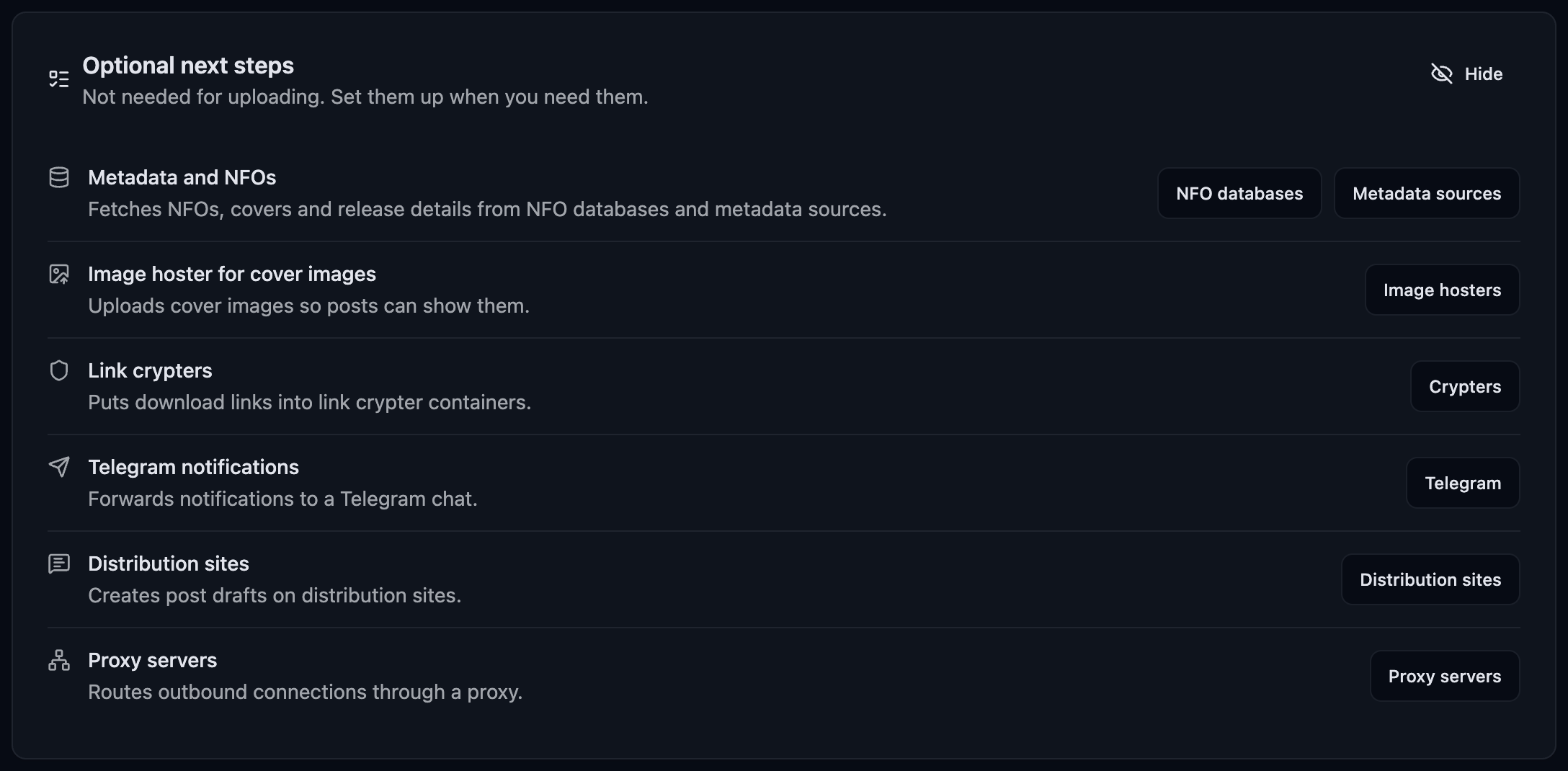 Optional next steps
Not needed for uploading. Set them up when you need them.
Hide
Metadata and NFOs
Fetches NFOs, covers and release details from NFO databases and metadata sources.
NFO databases
Metadata sources
Image hoster for cover images
Uploads cover images so posts can show them.
Image hosters
Link crypters
Puts download links into link crypter containers.
Crypters
Telegram notifications
Forwards notifications to a Telegram chat.
Telegram
Distribution sites
Creates post drafts on distribution sites.
Distribution sites
Proxy servers
Routes outbound connections through a proxy.
Proxy servers